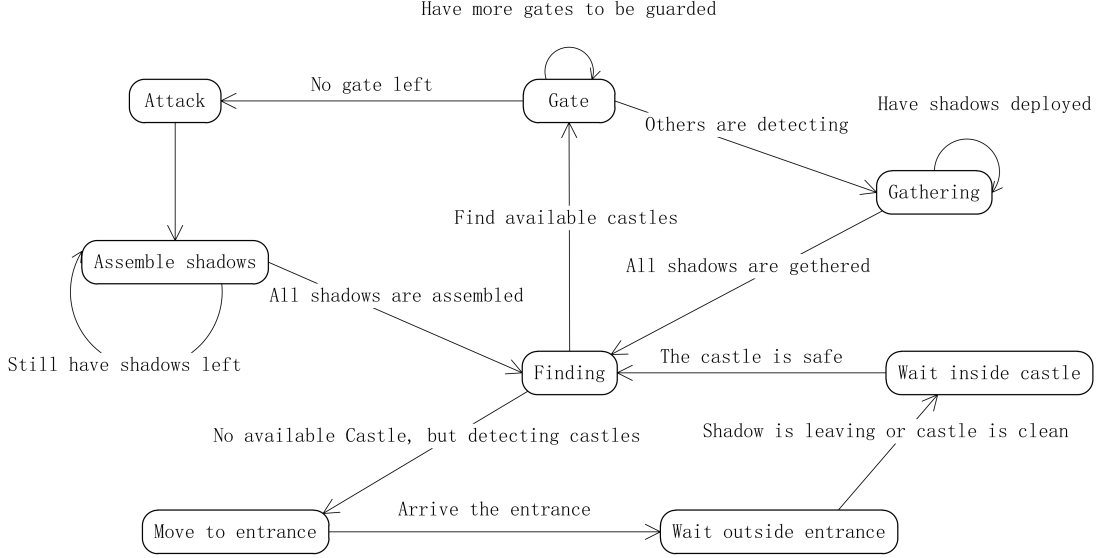 Have more gates to be guarded
No gate left
Attack
Gate
Have shadows deployed
Others are detecting
Gathering
Find available castles
Assemble shadows
All shadows are gethered
All shadows are assembled
Still have shadows left
The castle is safe
Finding
Wait inside castle
No available Castle, but detecting castles
Shadow is leaving or castle is clean
Arrive the entrance
Move to entrance
Wait outside entrance